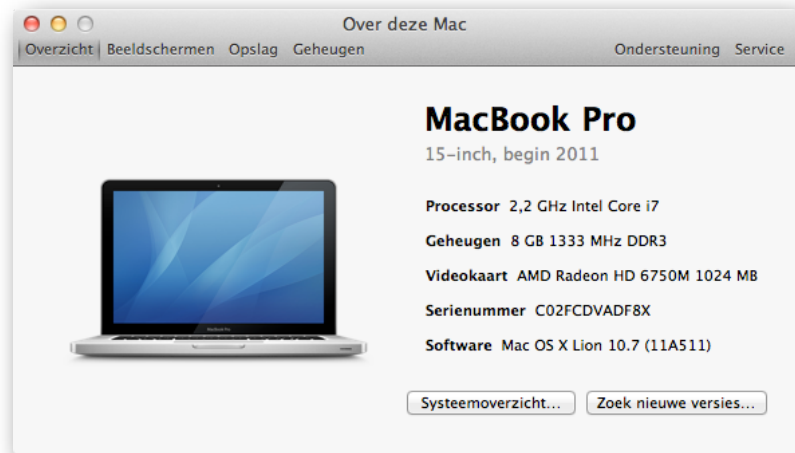 Over deze Mac
Overzicht Beeldschermen Opslag Geheugen Ondersteuning Service
MacBook Pro
15-inch, begin 2011
Processor 2,2 GHz Intel Core i7
Geheugen 8 GB 1333 MHz DDR3
Videokaart AMD Radeon HD 6750M 1024 MB
Serienummer C02FCDVADF8X
Software Mac OS X Lion 10.7 (11A511)
MacBook Pro
Systeemoverzicht... Zoek nieuwe versies...